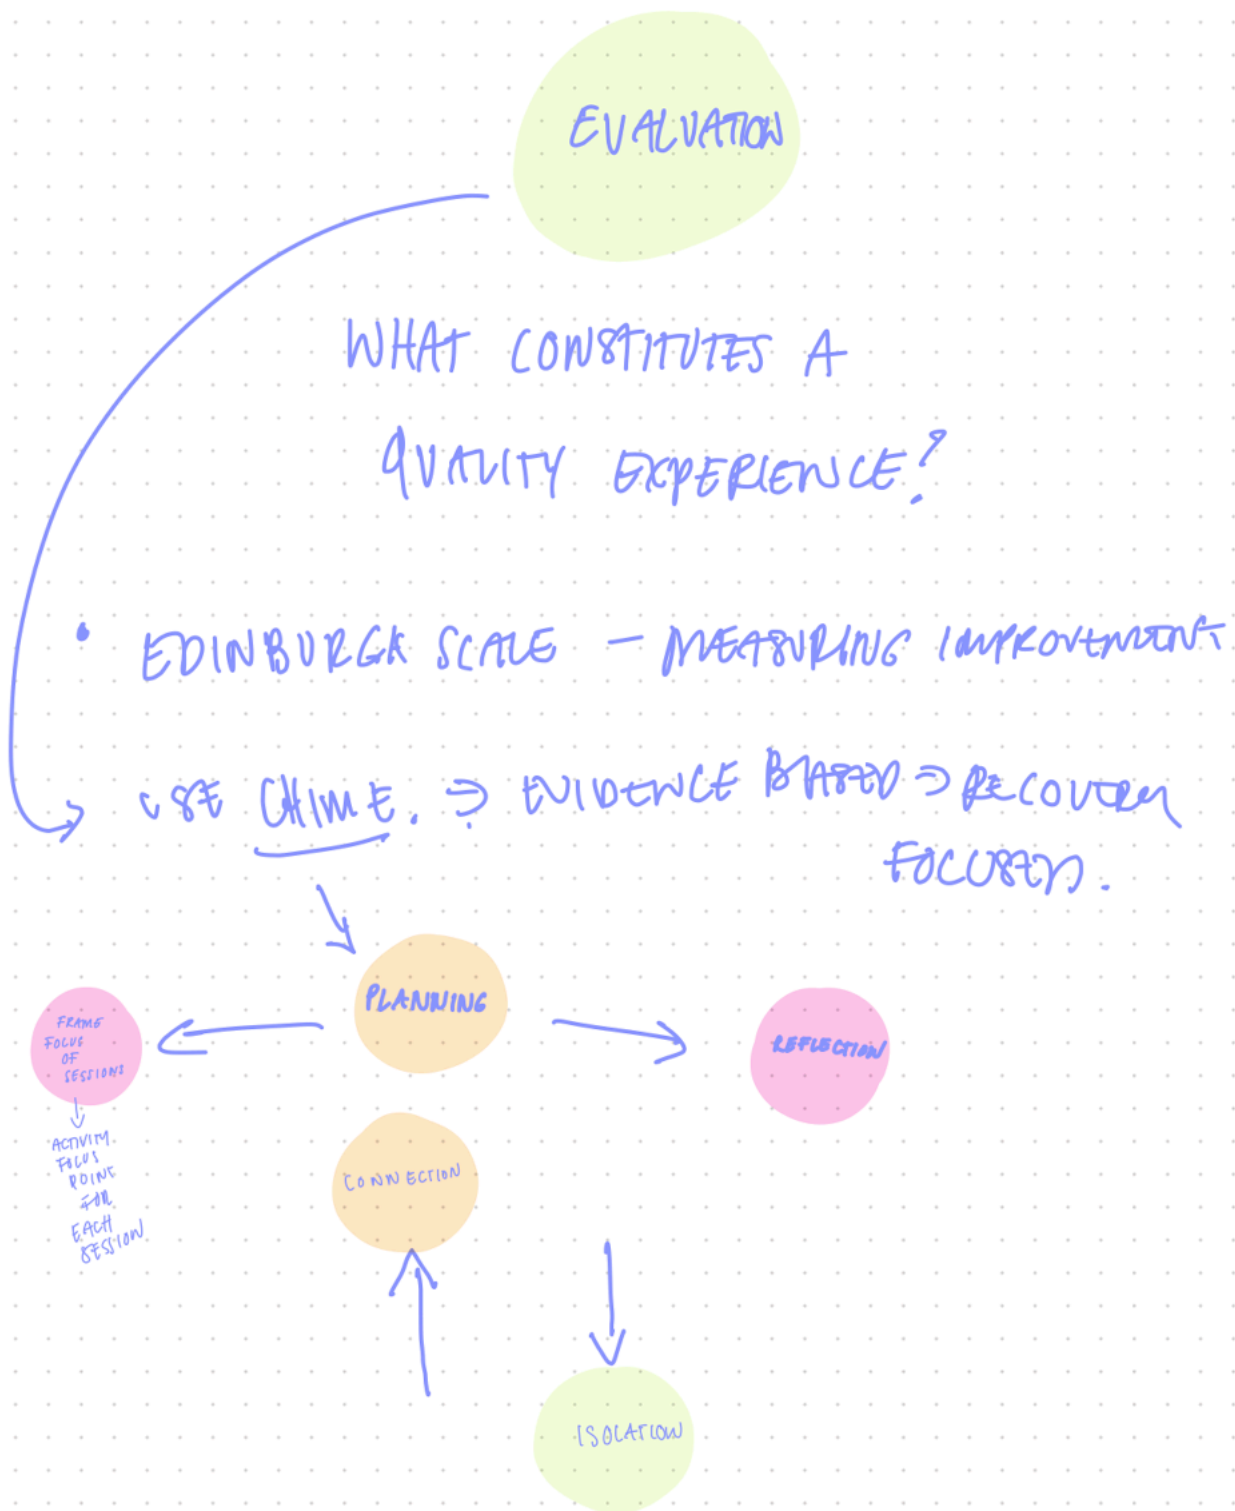 EVALUATION
WHAT CONSTITUTES A
QUALITY EXPERIENCE?
• EDINBURGH SCALE – MEASURING IMPROVEMENT
USE CHIME. ⇒ EVIDENCE BASED ⇒ RECOVERY
FOCUSED.
PLANNING
FRAME
FOCUS
OF
SESSIONS
ACTIVITY
FOCUS
POINT
FOR
EACH
SESSION
REFLECTION
CONNECTION
ISOLATION